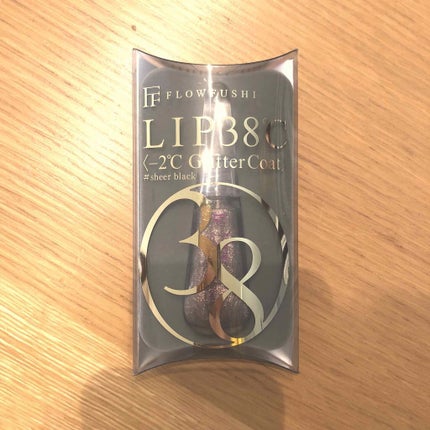 FF FLOWFUSHI
LIP38℃
〈-2℃ Glitter Coat〉
#sheer black
38